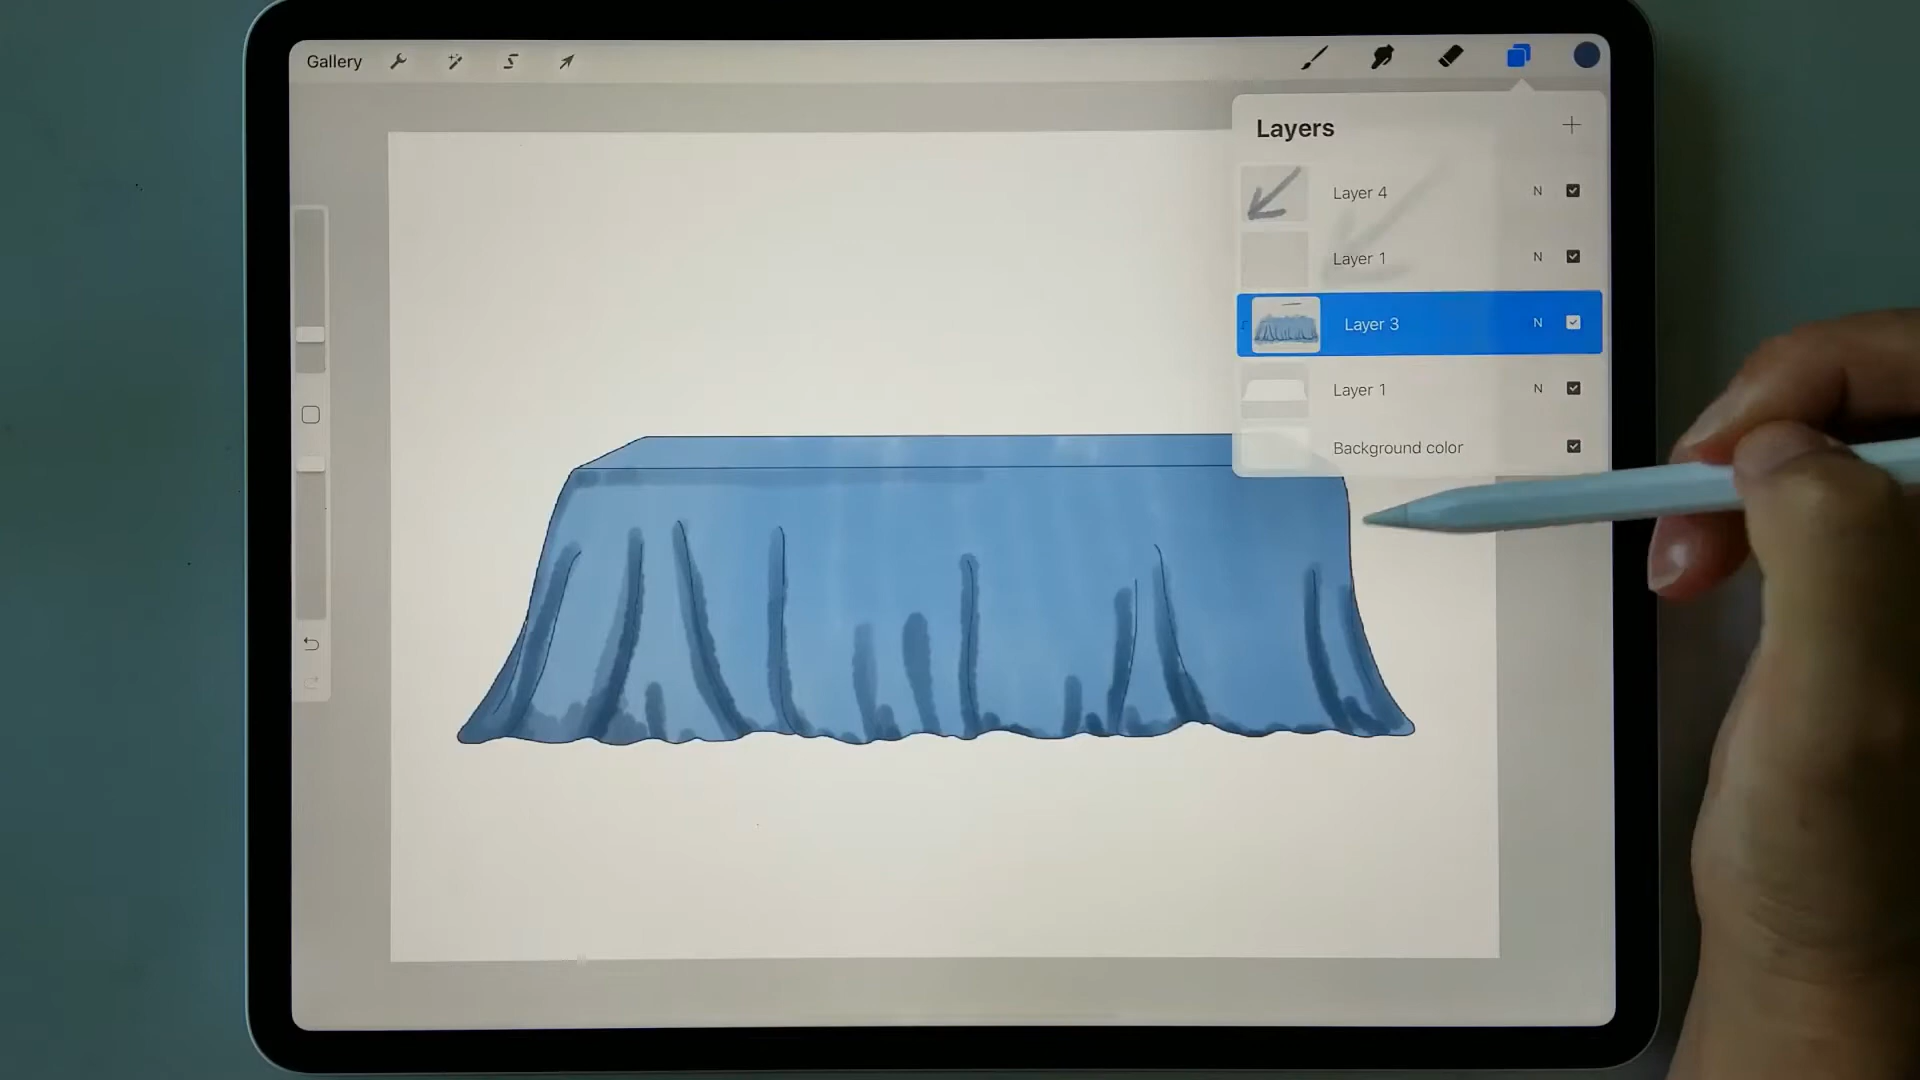 Gallery
Layers
Layer 4 N
Layer 1 N
Layer 3 N
Layer 1 N
Background color